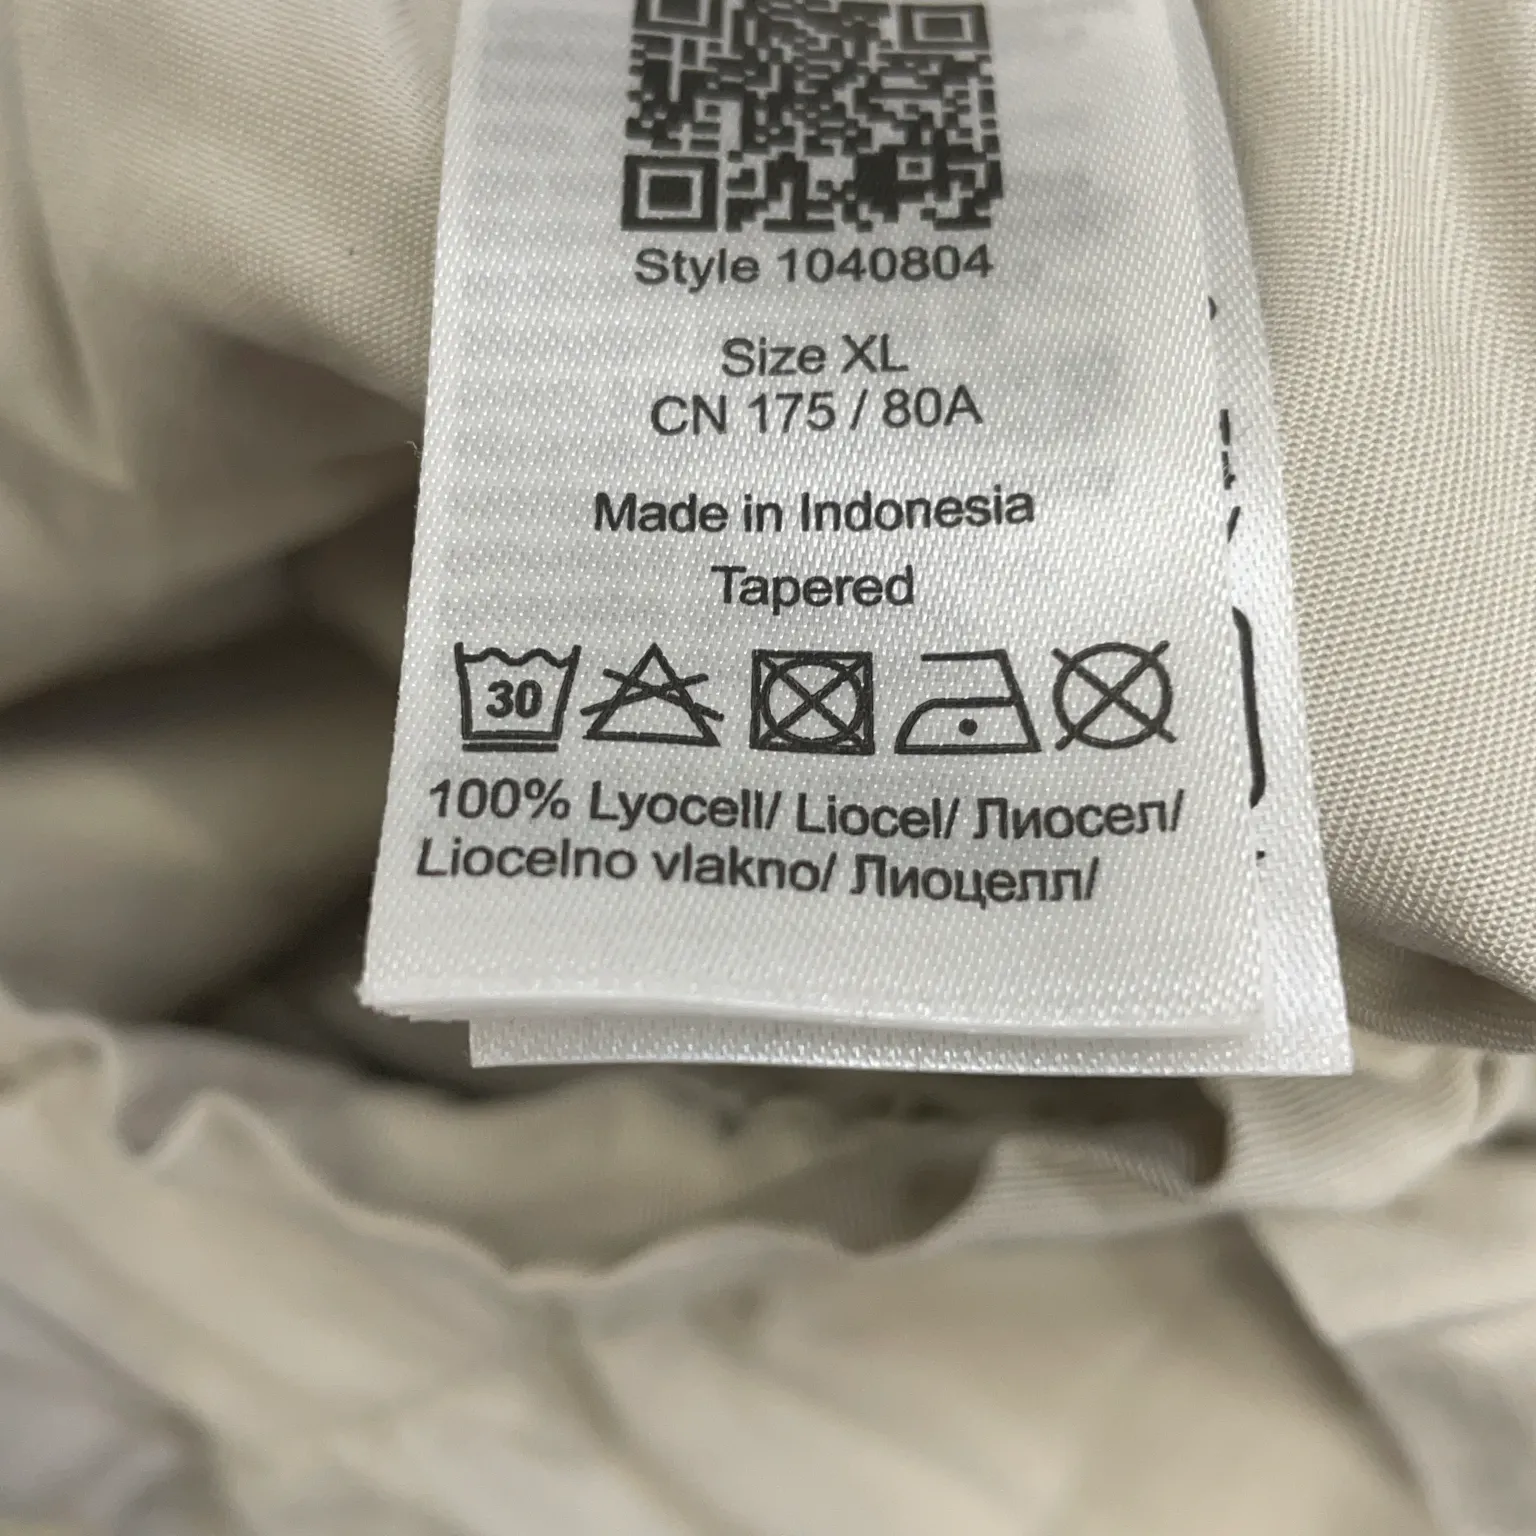 Style 1040804
Size XL
CN 175 / 80A
Made in Indonesia
Tapered
30
100% Lyocell/ Liocel/ Лиосел/
Liocelno vlakno/ Лиоцелл/